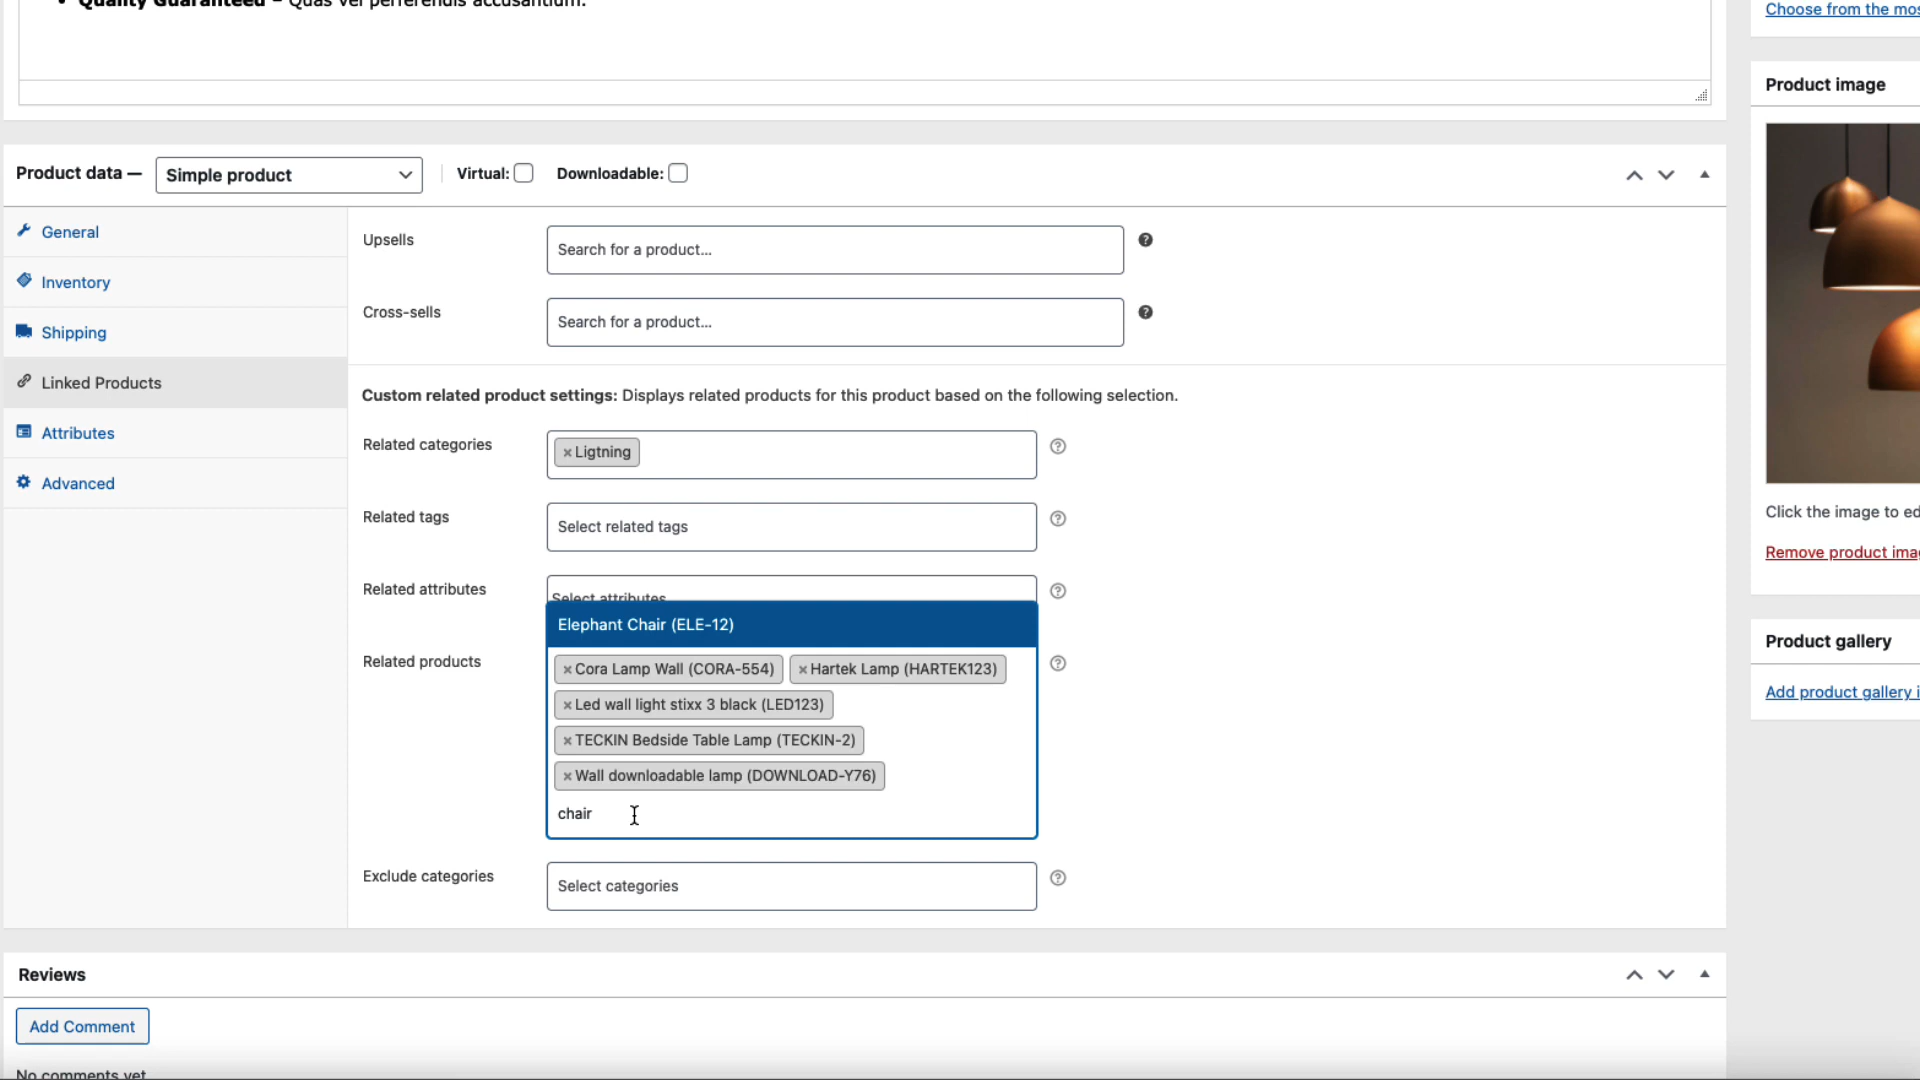 • Quality Guaranteed – Quas vel perferendis accusantium.
Choose from the mos
Product image
Product data —
Simple product
Virtual:
Downloadable:
General
Inventory
Shipping
Linked Products
Attributes
Advanced
Upsells
Search for a product...
Cross-sells
Search for a product...
Custom related product settings: Displays related products for this product based on the following selection.
Related categories
× Ligtning
Related tags
Select related tags
Related attributes
Select attributes
Elephant Chair (ELE-12)
Related products
× Cora Lamp Wall (CORA-554) × Hartek Lamp (HARTEK123)
× Led wall light stixx 3 black (LED123)
× TECKIN Bedside Table Lamp (TECKIN-2)
× Wall downloadable lamp (DOWNLOAD-Y76)
chair
Exclude categories
Select categories
Click the image to ed
Remove product ima
Product gallery
Add product gallery i
Reviews
Add Comment
No comments yet